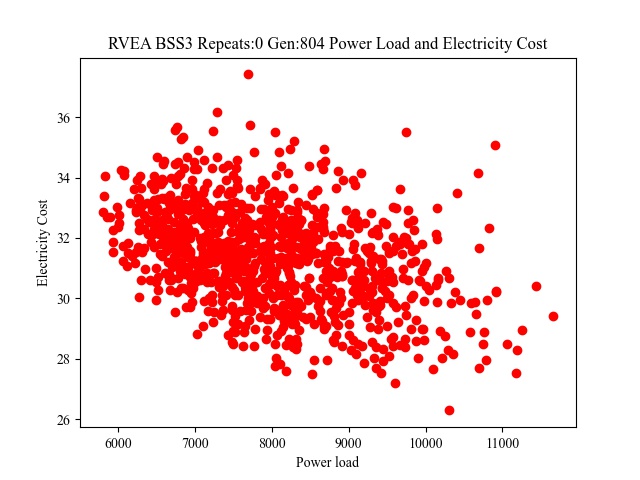 RVEA BSS3 Repeats:0 Gen:804 Power Load and Electricity Cost
36
34
32
30
28
26
Electricity Cost
6000 7000 8000 9000 10000 11000
Power load